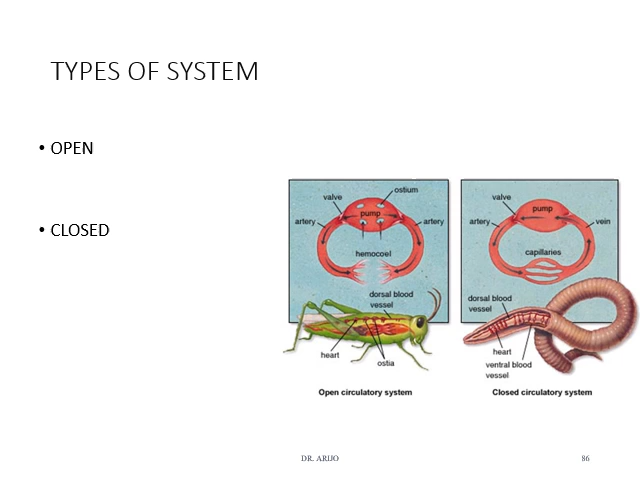 TYPES OF SYSTEM
• OPEN
• CLOSED
ostium
valve
pump
artery
artery
hemocoel
dorsal blood
vessel
heart
ostia
Open circulatory system
valve
pump
artery
vein
capillaries
dorsal blood
vessel
heart
ventral blood
vessel
Closed circulatory system
DR. ARIJO
86